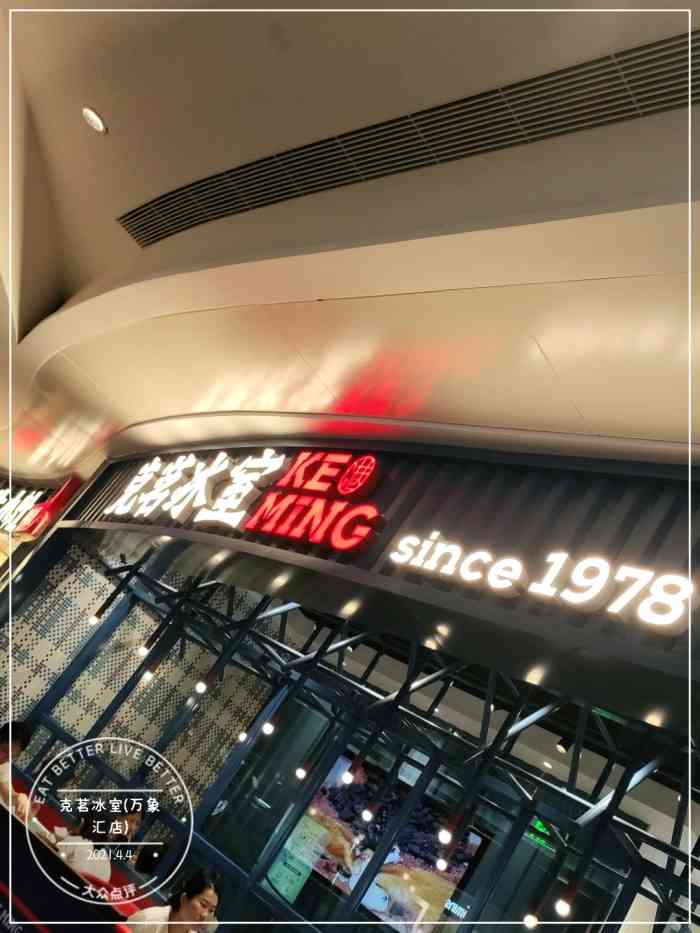 克茗冰室
KE
MING
since 1978
EAT BETTER LIVE BETTER
克茗冰室(万象
汇店)
2021.4.4
大众点评